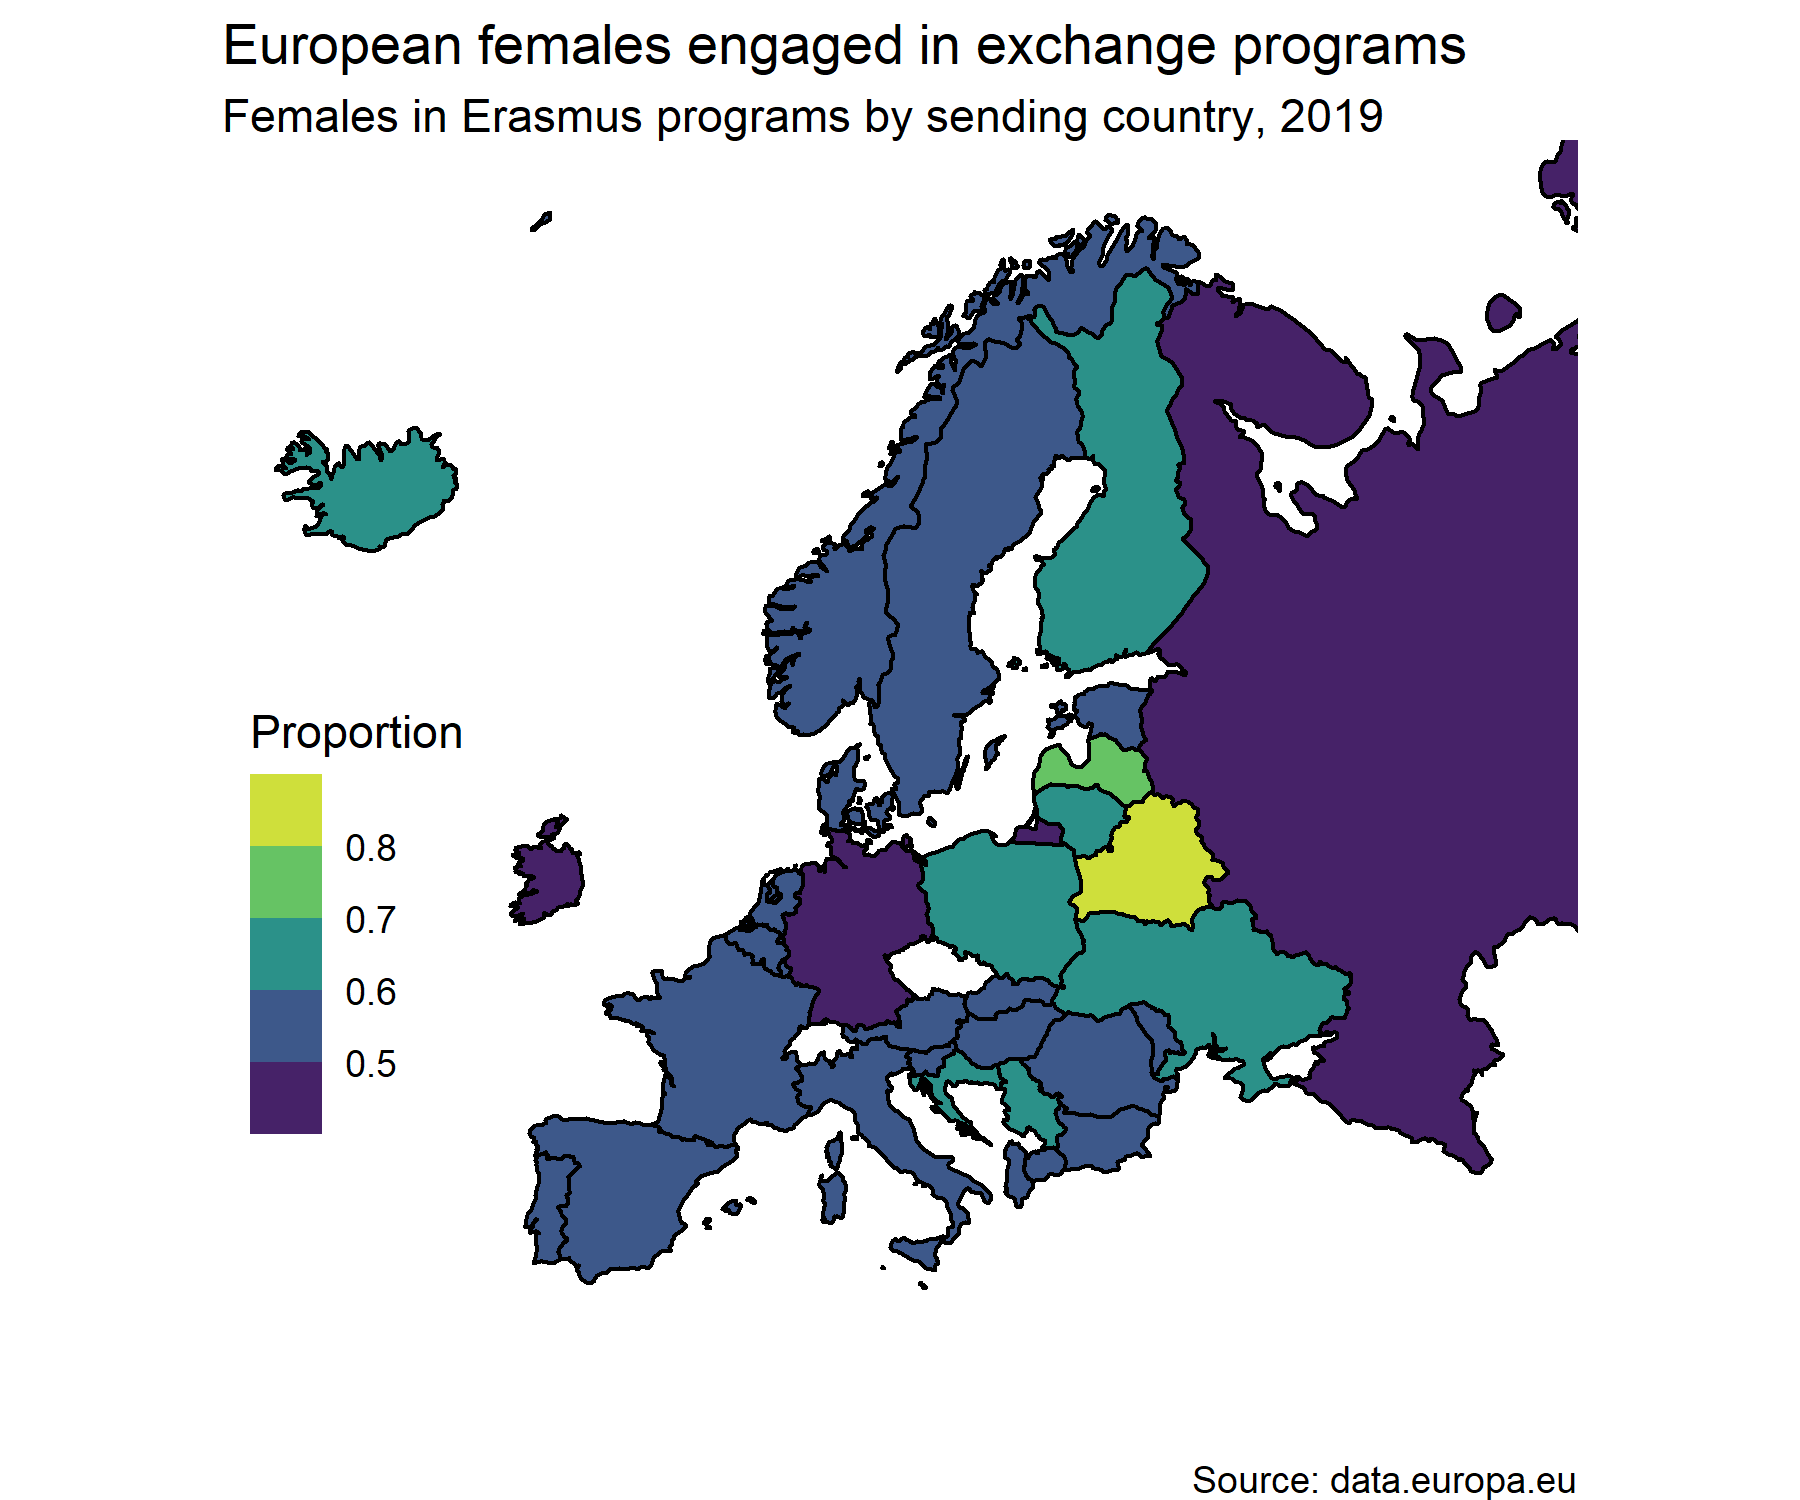 European females engaged in exchange programs
Females in Erasmus programs by sending country, 2019
Proportion
0.8
0.7
0.6
0.5
Source: data.europa.eu